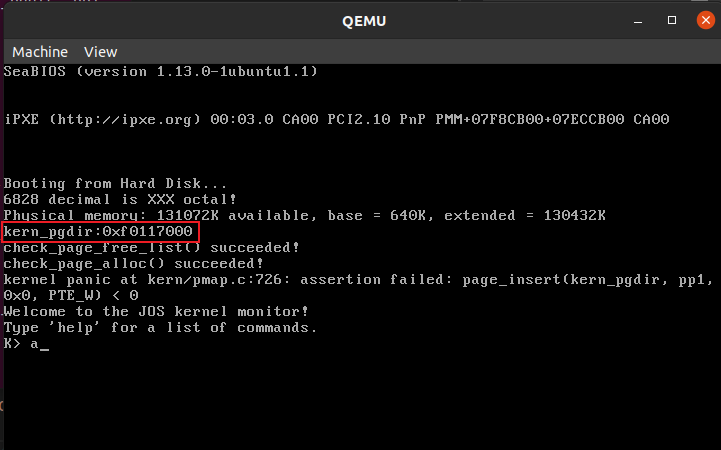 QEMU
Machine View
SeaBIOS (version 1.13.0-1ubuntu1.1)
iPXE (http://ipxe.org) 00:03.0 CA00 PCI2.10 PnP PMM+07F8CB00+07ECCB00 CA00
Booting from Hard Disk...
6828 decimal is XXX octal!
Physical memory: 131072K available, base = 640K, extended = 130432K
kern_pgdir:0xf0117000
check_page_free_list() succeeded!
check_page_alloc() succeeded!
kernel panic at kern/pmap.c:726: assertion failed: page_insert(kern_pgdir, pp1,
0x0, PTE_W) < 0
Welcome to the JOS kernel monitor!
Type 'help' for a list of commands.
K> a_